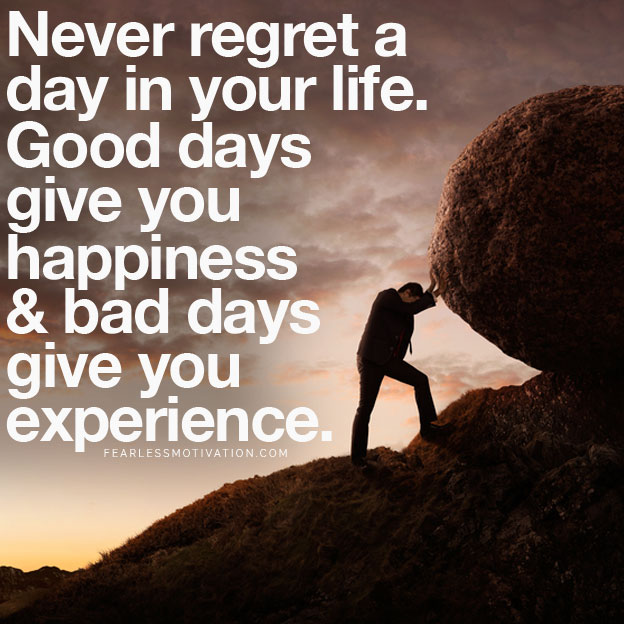 Never regret a
day in your life.
Good days
give you
happiness
& bad days
give you
experience.
FEARLESSMOTIVATION.COM